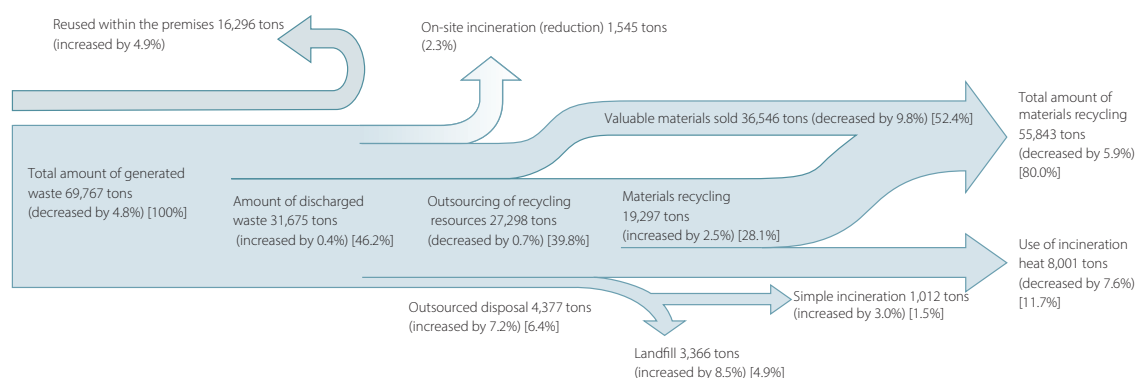 Reused within the premises 16,296 tons
(increased by 4.9%)
On-site incineration (reduction) 1,545 tons
(2.3%)
Valuable materials sold 36,546 tons (decreased by 9.8%) [52.4%]
Total amount of
materials recycling
55,843 tons
(decreased by 5.9%)
[80.0%]
Total amount of generated
waste 69,767 tons
(decreased by 4.8%) [100%]
Amount of discharged
waste 31,675 tons
(increased by 0.4%) [46.2%]
Outsourcing of recycling
resources 27,298 tons
(decreased by 0.7%) [39.8%]
Materials recycling
19,297 tons
(increased by 2.5%) [28.1%]
Use of incineration
heat 8,001 tons
(decreased by 7.6%)
[11.7%]
Outsourced disposal 4,377 tons
(increased by 7.2%) [6.4%]
Simple incineration 1,012 tons
(increased by 3.0%) [1.5%]
Landfill 3,366 tons
(increased by 8.5%) [4.9%]